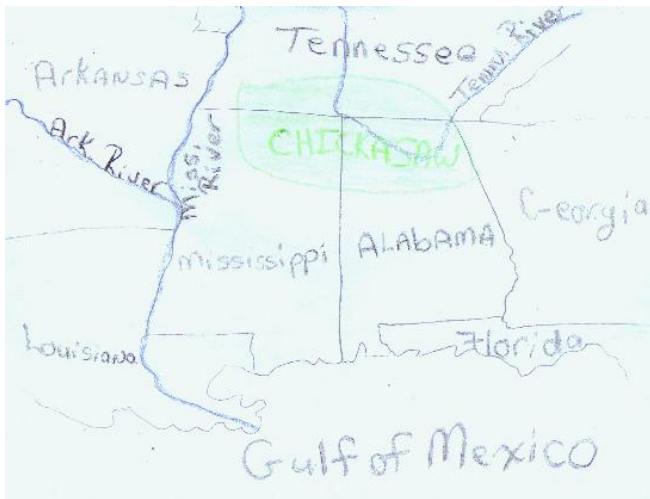 Tennessee
Tenn. River
ARKANSAS
CHICKASAW
Ark. River
Missi River
Georgia
Mississippi
ALABAMA
Louisiana
Florida
Gulf of Mexico